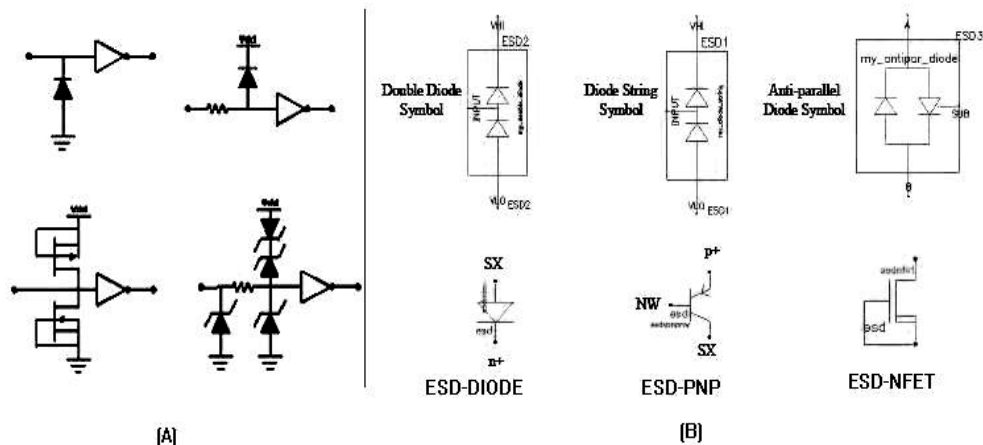 Vdd
Vdd
Vdd
(A)
VHI
ESD2
Double Diode
Symbol
INPUT
VLO
ESD2
VHI
ESD1
Diode String
Symbol
INPUT
VLO
ESD1
A
ESD3
my_antipar_diode
Anti-parallel
Diode Symbol
SUB
B
SX
esd
n+
ESD-DIODE
p+
NW
esd
SX
ESD-PNP
esdnfet
esd
ESD-NFET
(B)